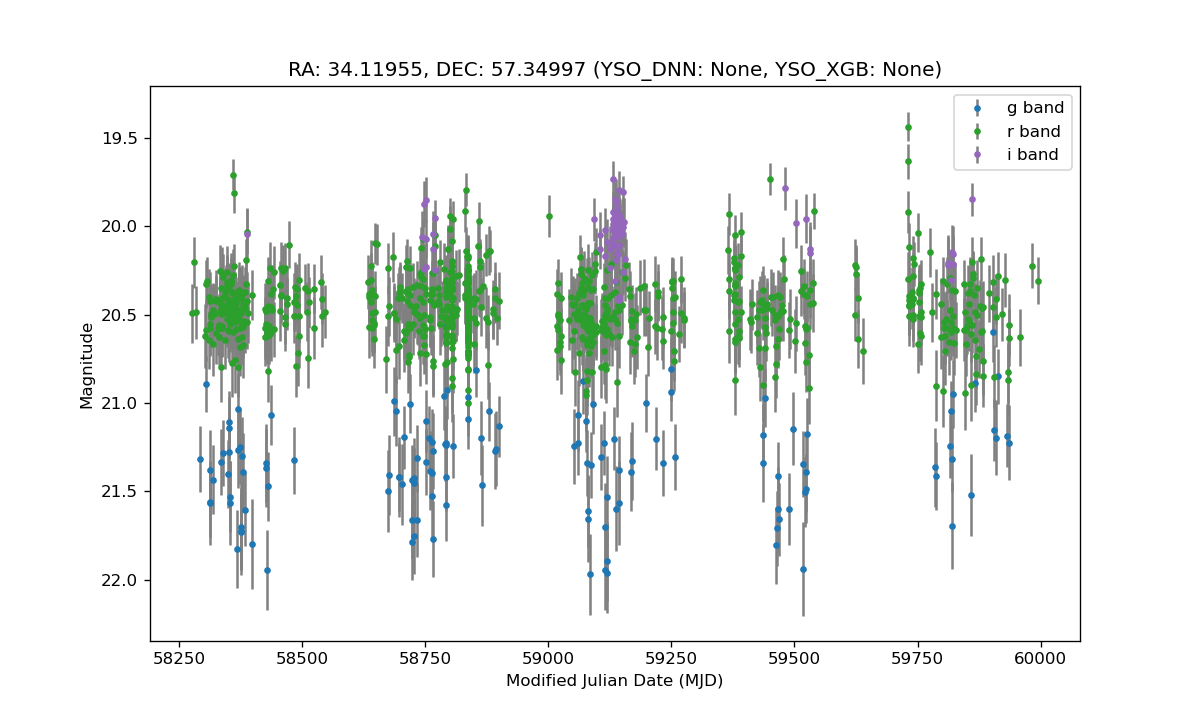 RA: 34.11955, DEC: 57.34997 (YSO_DNN: None, YSO_XGB: None)
g band
r band
i band
19.5
20.0
20.5
21.0
21.5
22.0
Magnitude
58250 58500 58750 59000 59250 59500 59750 60000
Modified Julian Date (MJD)